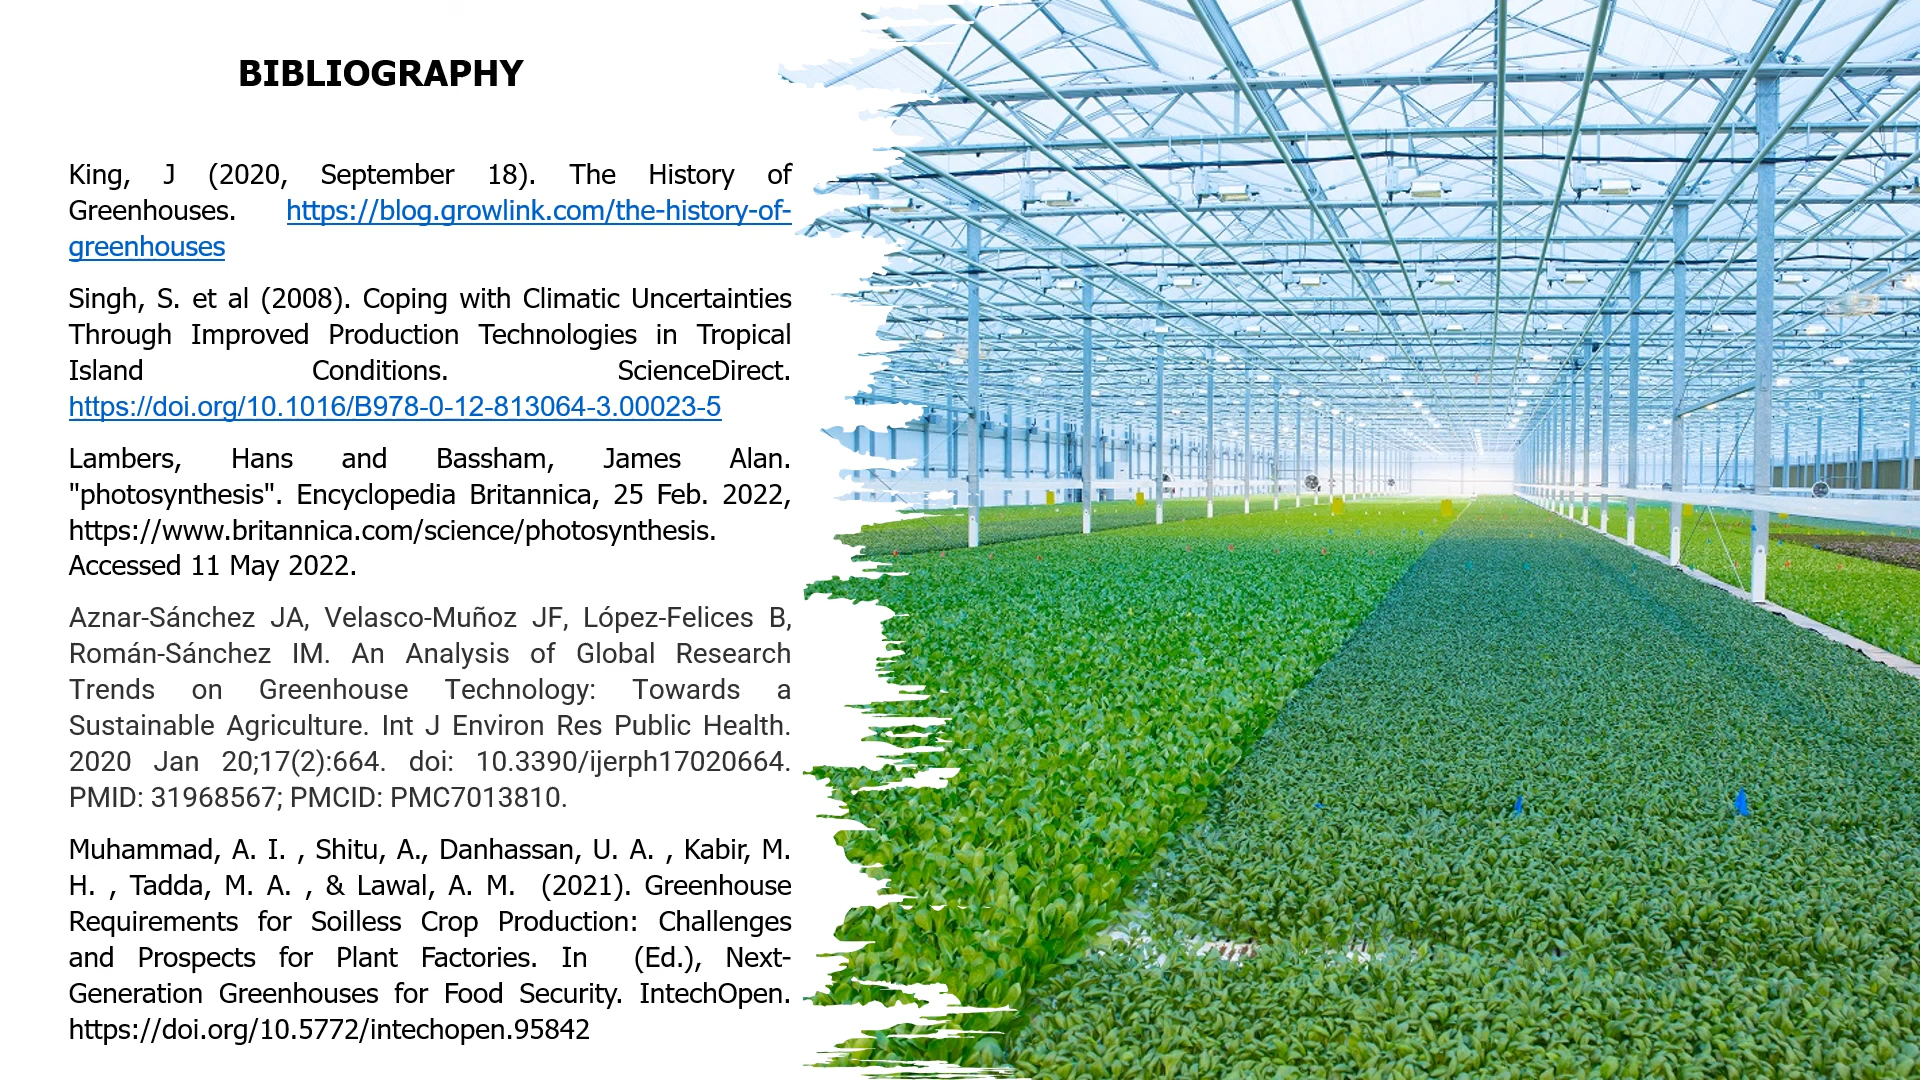 BIBLIOGRAPHY
King, J (2020, September 18). The History of
Greenhouses. https://blog.growlink.com/the-history-of-
greenhouses
Singh, S. et al (2008). Coping with Climatic Uncertainties
Through Improved Production Technologies in Tropical
Island Conditions. ScienceDirect.
https://doi.org/10.1016/B978-0-12-813064-3.00023-5
Lambers, Hans and Bassham, James Alan.
"photosynthesis". Encyclopedia Britannica, 25 Feb. 2022,
https://www.britannica.com/science/photosynthesis.
Accessed 11 May 2022.
Aznar-Sánchez JA, Velasco-Muñoz JF, López-Felices B,
Román-Sánchez IM. An Analysis of Global Research
Trends on Greenhouse Technology: Towards a
Sustainable Agriculture. Int J Environ Res Public Health.
2020 Jan 20;17(2):664. doi: 10.3390/ijerph17020664.
PMID: 31968567; PMCID: PMC7013810.
Muhammad, A. I. , Shitu, A., Danhassan, U. A. , Kabir, M.
H. , Tadda, M. A. , & Lawal, A. M.  (2021). Greenhouse
Requirements for Soilless Crop Production: Challenges
and Prospects for Plant Factories. In  (Ed.), Next-
Generation Greenhouses for Food Security. IntechOpen.
https://doi.org/10.5772/intechopen.95842